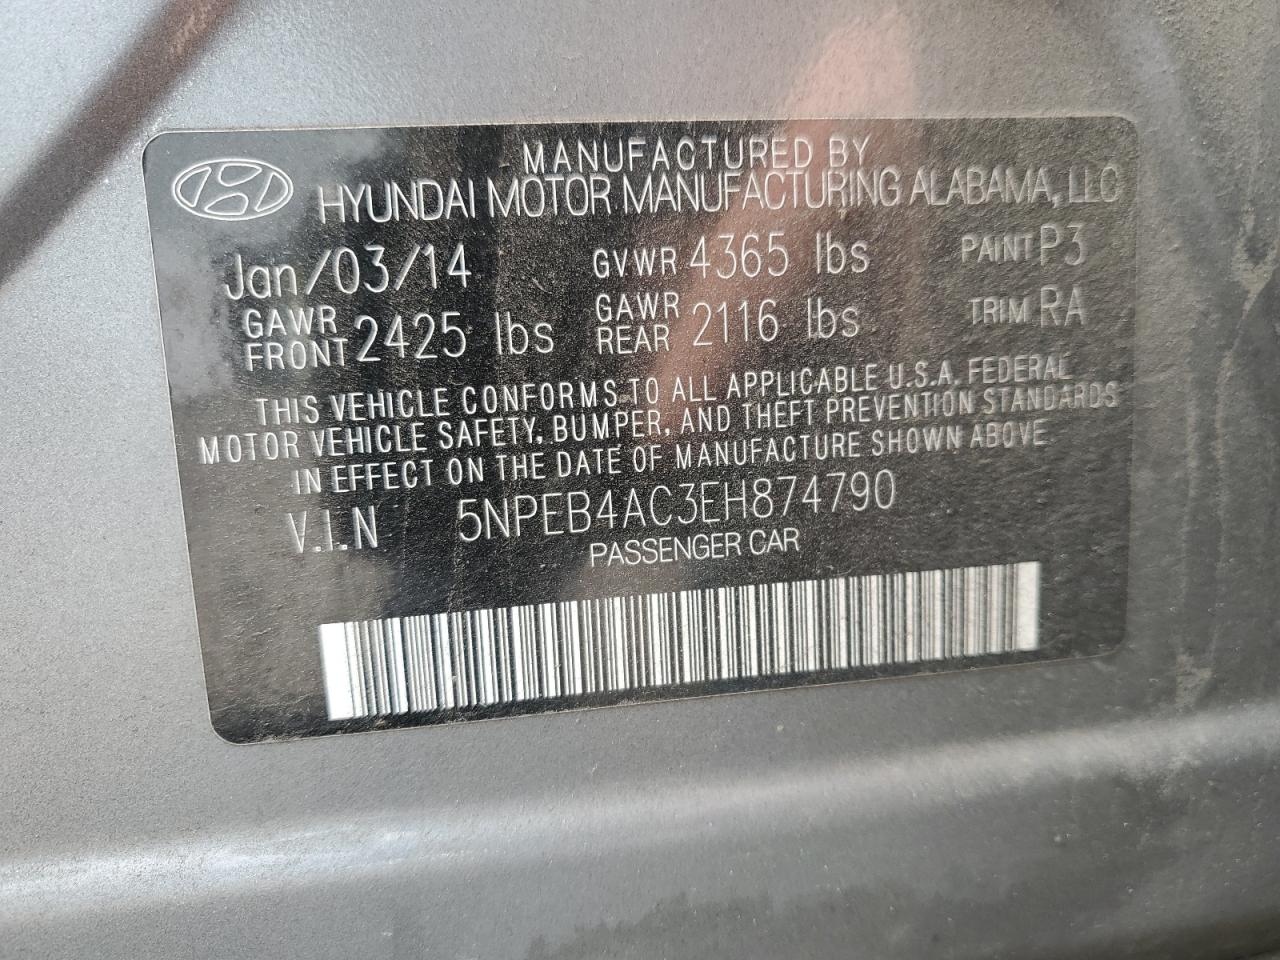 MANUFACTURED BY
HYUNDAI MOTOR MANUFACTURING ALABAMA, LLC
Jan/03/14 GVWR 4365 lbs PAINT P3
GAWR FRONT 2425 lbs GAWR REAR 2116 lbs TRIM RA
THIS VEHICLE CONFORMS TO ALL APPLICABLE U.S.A. FEDERAL
MOTOR VEHICLE SAFETY, BUMPER, AND THEFT PREVENTION STANDARDS
IN EFFECT ON THE DATE OF MANUFACTURE SHOWN ABOVE
V.I.N 5NPEB4AC3EH874790
PASSENGER CAR